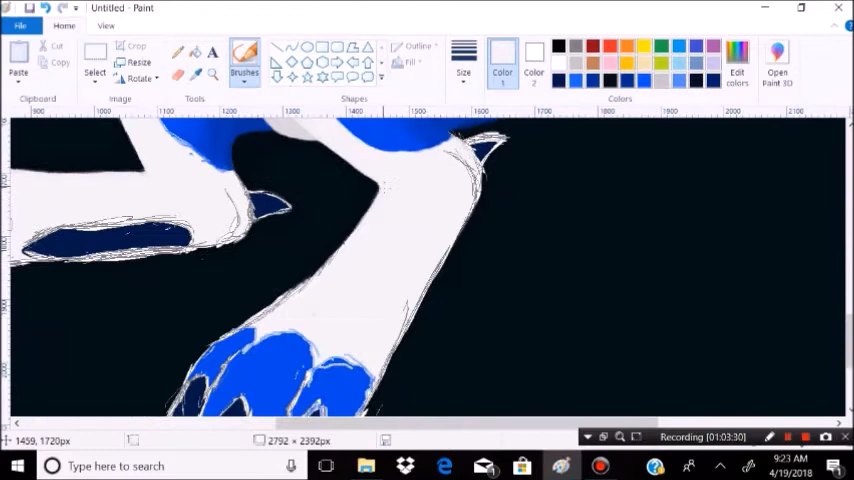 Untitled - Paint
File Home View
Paste
Cut
Copy
Clipboard
Select
Crop
Resize
Rotate
Image
Tools
Brushes
Outline
Fill
Shapes
Size
Color 1
Color 2
Edit colors
Open Paint 3D
Colors
900 1000 1100 1200 1300 1400 1500 1600 1700 1800 1900 2000 2100
1459, 1720px
2792 × 2392px
Recording [01:03:30]
Type here to search
9:23 AM
4/19/2018